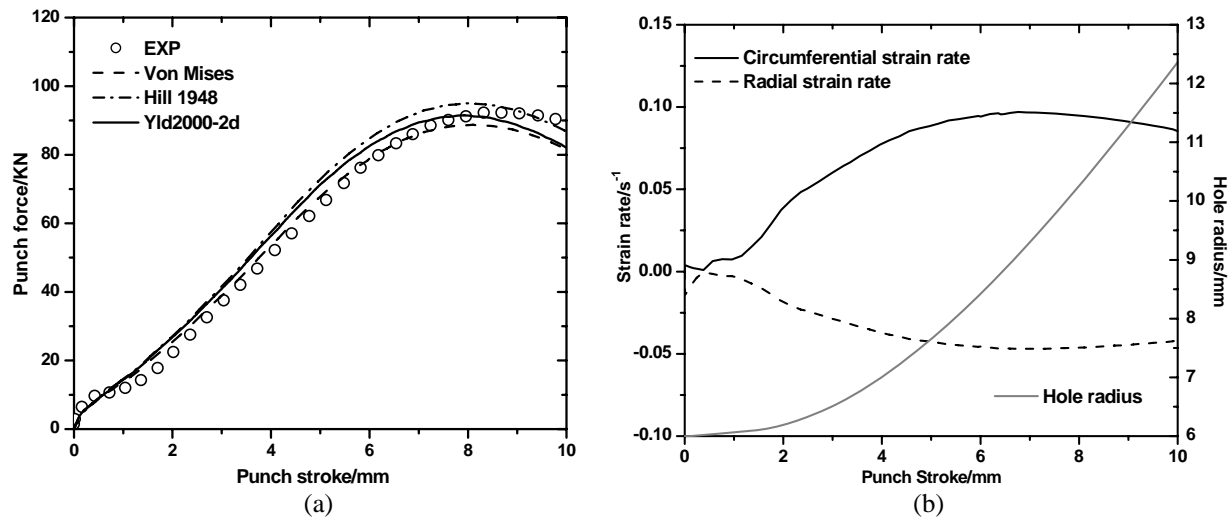 120
100
80
60
40
20
0
Punch force/KN
EXP
Von Mises
Hill 1948
Yld2000-2d
0 2 4 6 8 10
Punch stroke/mm
(a)
0.15
0.10
0.05
0.00
-0.05
-0.10
Strain rate/s-1
Circumferential strain rate
Radial strain rate
Hole radius
13
12
11
10
9
8
7
6
Hole radius/mm
0 2 4 6 8 10
Punch Stroke/mm
(b)